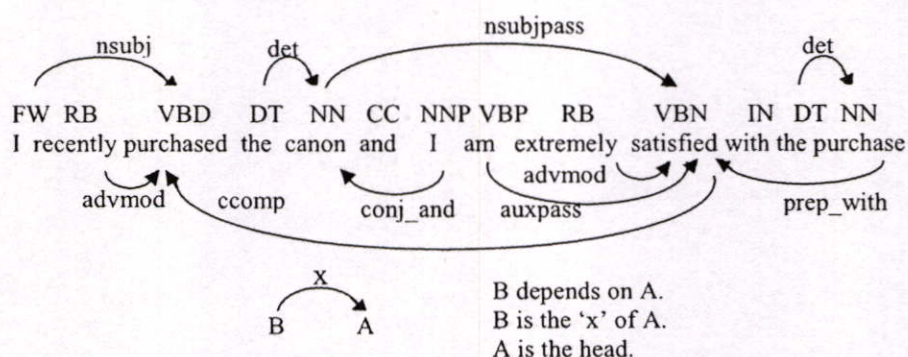 nsubjpass
nsubj det det
FW RB VBD DT NN CC NNP VBP RB VBN IN DT NN
I recently purchased the canon and I am extremely satisfied with the purchase
advmod
advmod ccomp conj_and auxpass prep_with
x
B A
B depends on A.
B is the ‘x’ of A.
A is the head.